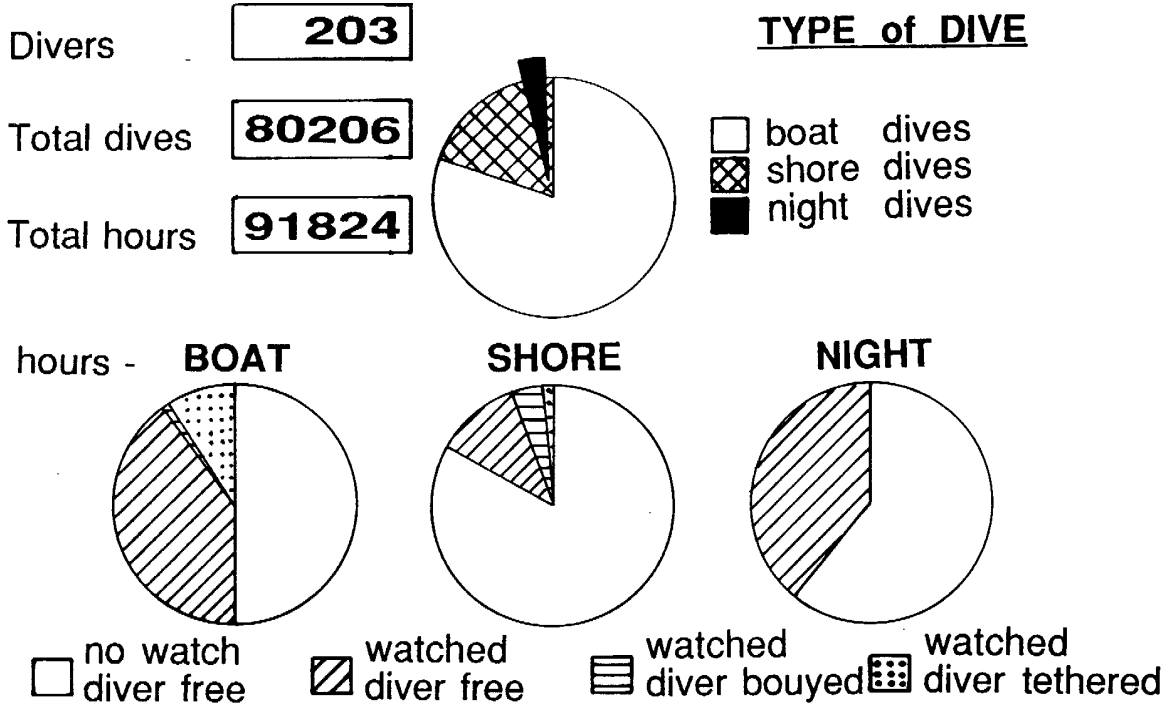 Divers 203
TYPE of DIVE
Total dives 80206
boat dives
shore dives
night dives
Total hours 91824
hours - BOAT SHORE NIGHT
no watch
diver free
watched
diver free
watched
diver bouyed
watched
diver tethered